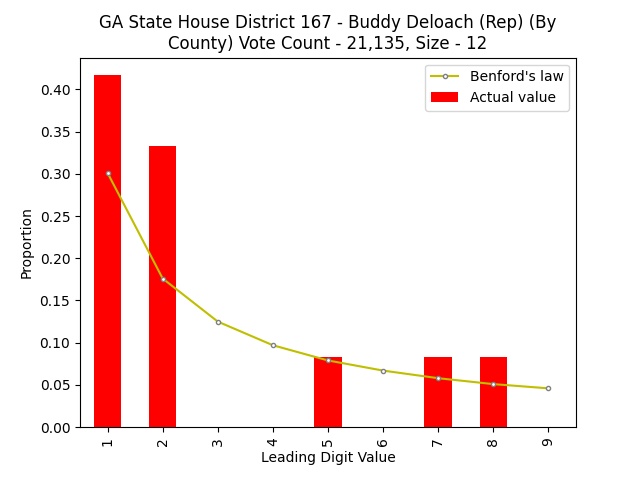 GA State House District 167 - Buddy Deloach (Rep) (By
County) Vote Count - 21,135, Size - 12
Benford's law
Actual value
Proportion
0.40
0.35
0.30
0.25
0.20
0.15
0.10
0.05
0.00
1 2 3 4 5 6 7 8 9
Leading Digit Value